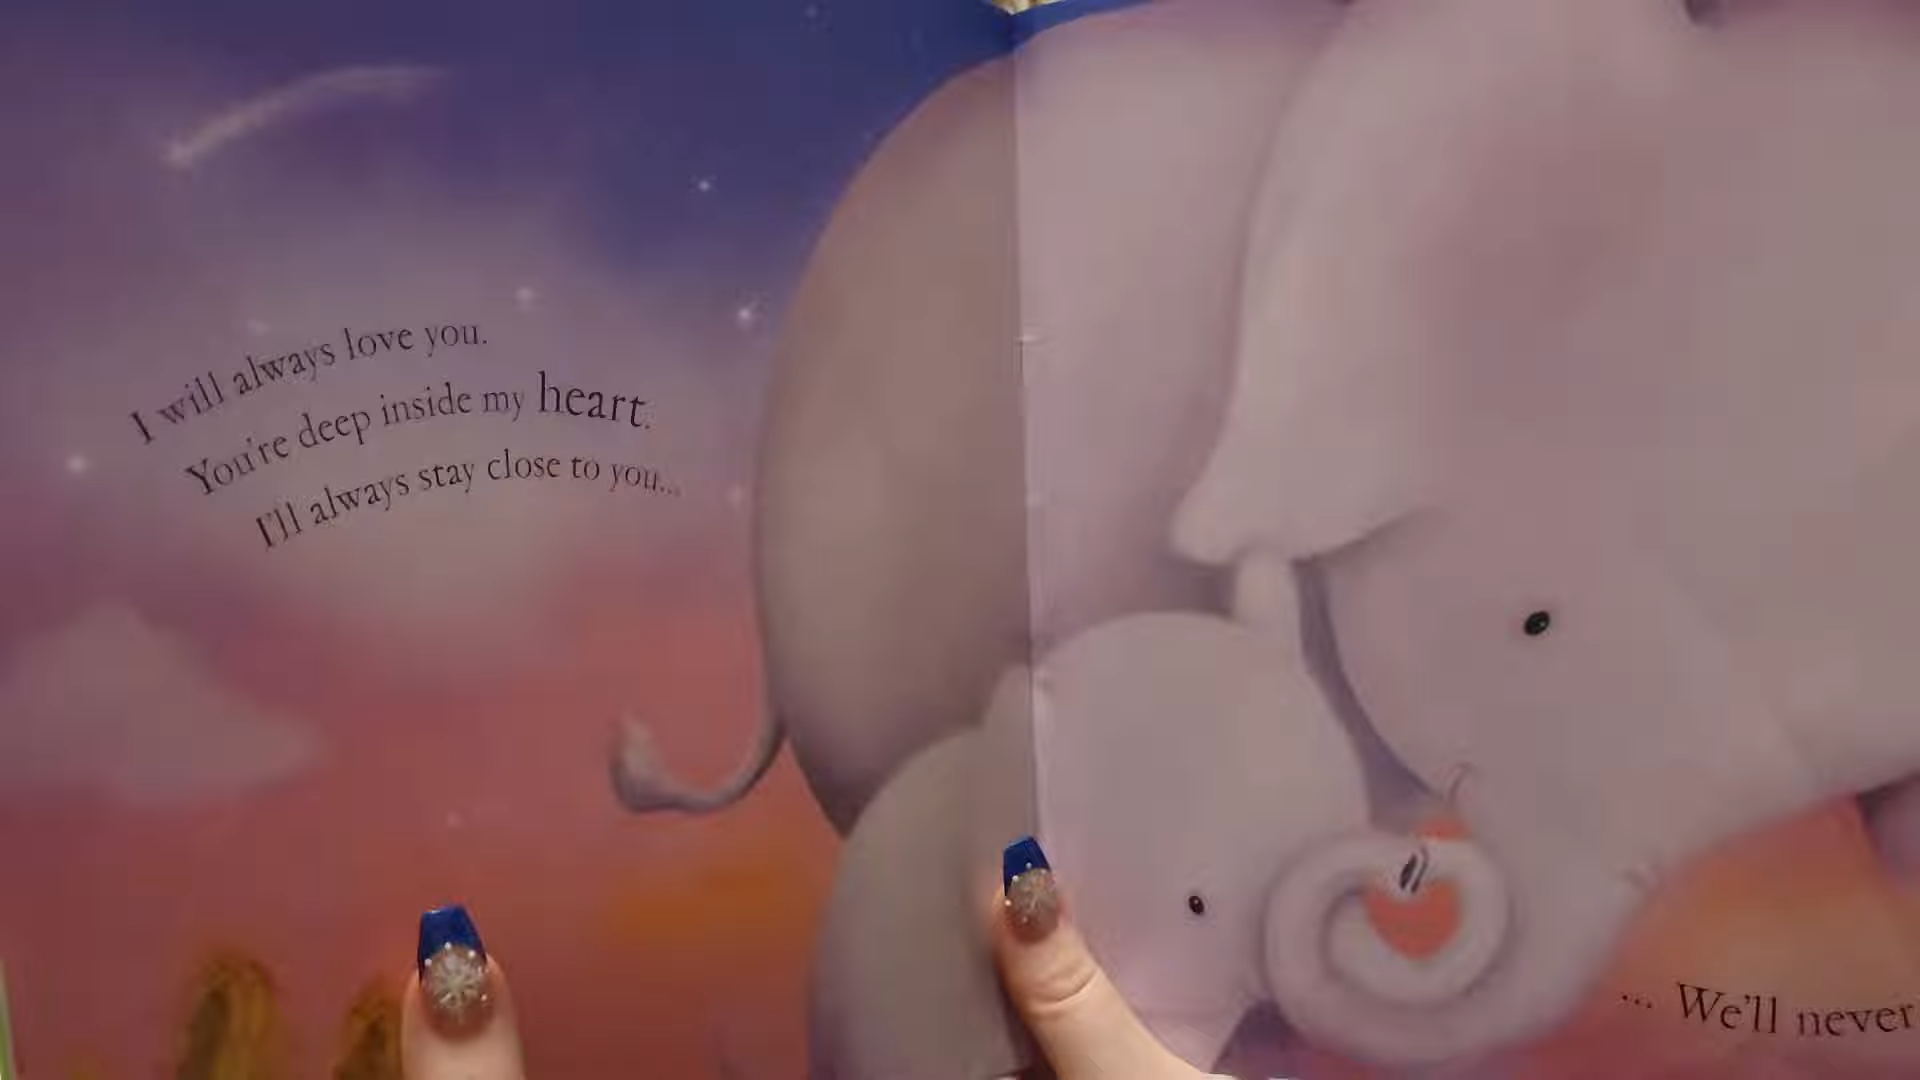 I will always love you.
You're deep inside my heart.
I'll always stay close to you...
... We'll never